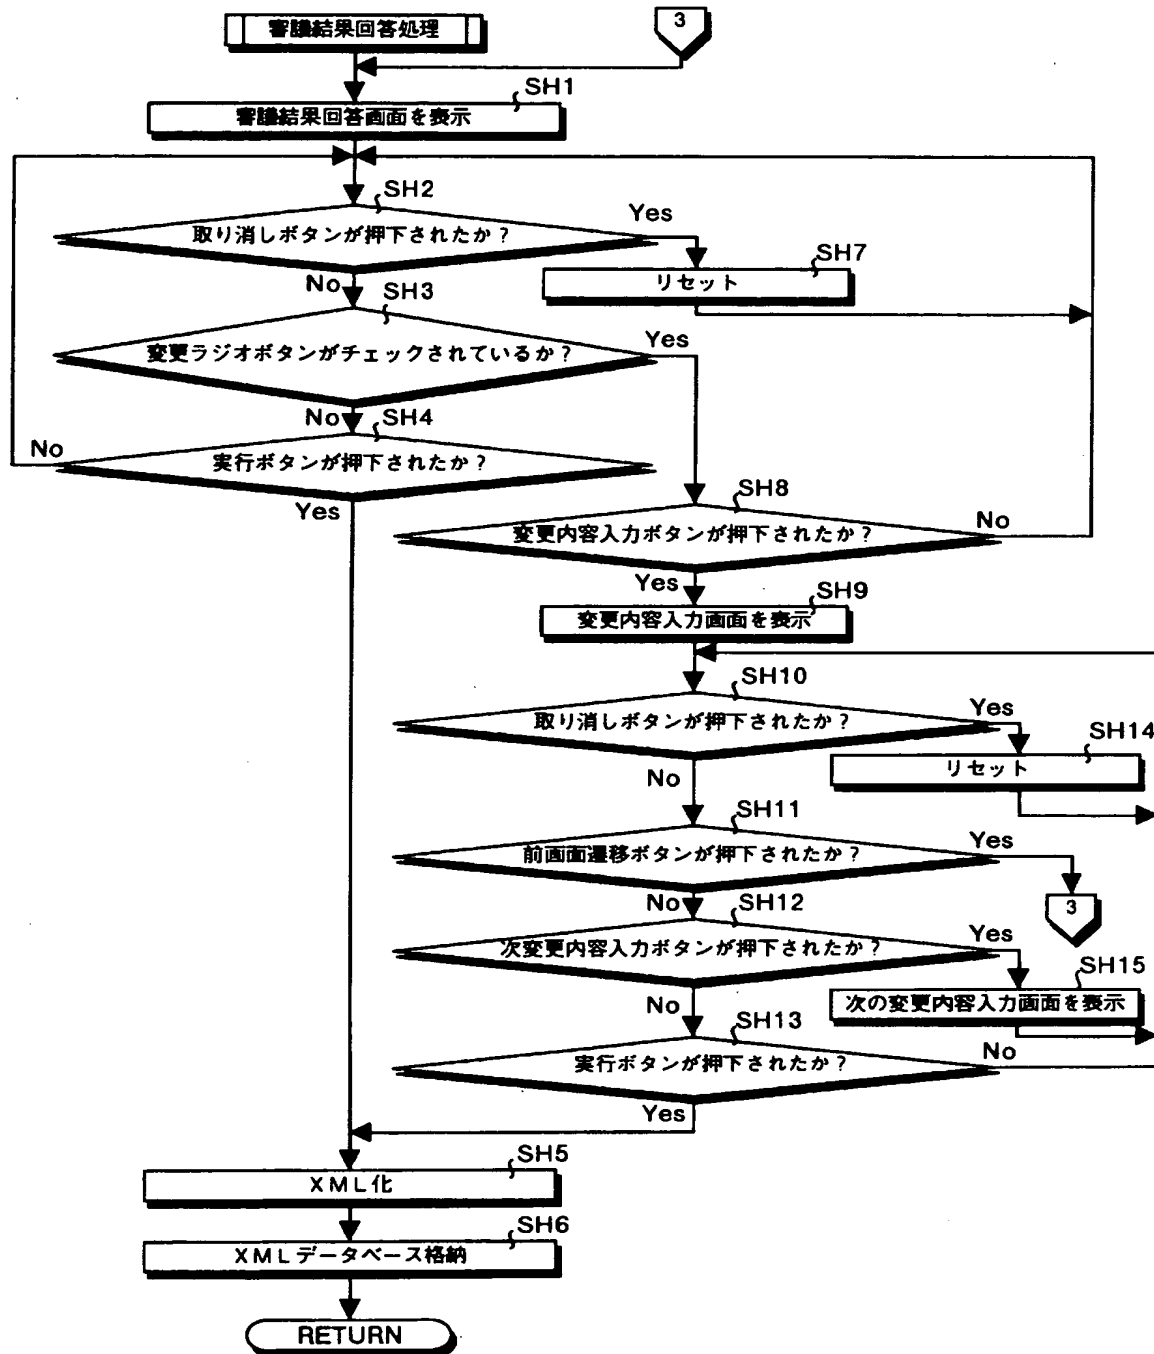 審議結果回答処理
3
SH1
審議結果回答画面を表示
SH2
取り消しボタンが押下されたか？
Yes
SH7
リセット
No
SH3
変更ラジオボタンがチェックされているか？
Yes
No
SH4
実行ボタンが押下されたか？
No
Yes
SH8
変更内容入力ボタンが押下されたか？
No
Yes
SH9
変更内容入力画面を表示
SH10
取り消しボタンが押下されたか？
Yes
SH14
リセット
No
SH11
前画面遷移ボタンが押下されたか？
Yes
3
No
SH12
次変更内容入力ボタンが押下されたか？
Yes
SH15
次の変更内容入力画面を表示
No
SH13
実行ボタンが押下されたか？
No
Yes
SH5
ＸＭＬ化
SH6
ＸＭＬデータベース格納
RETURN